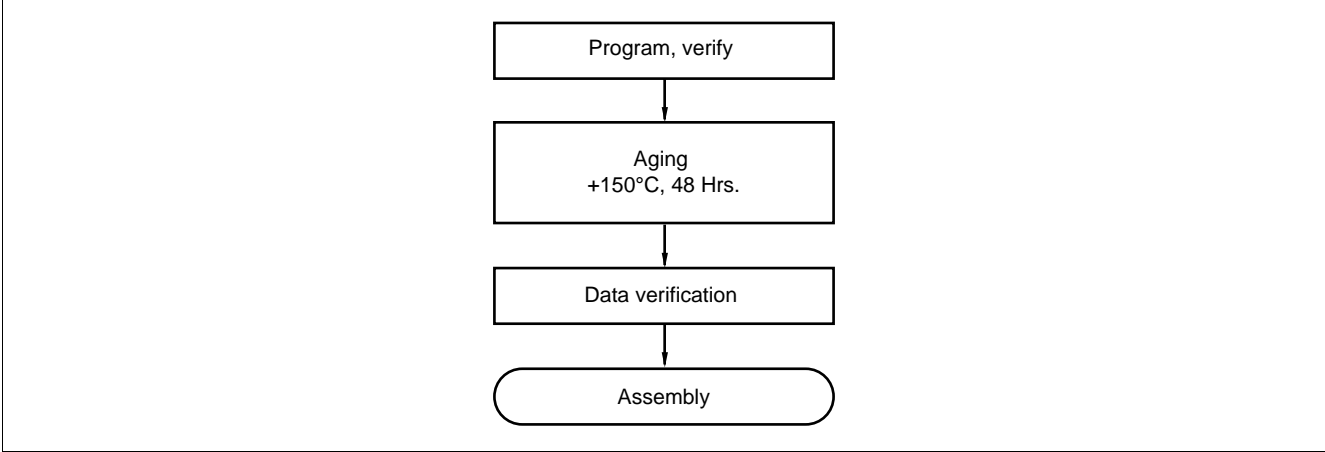 Program, verify
Aging
+150°C, 48 Hrs.
Data verification
Assembly